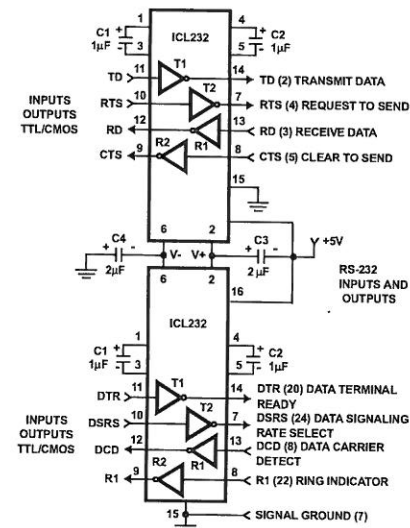 1
4
C1
1µF
+
-
3
ICL232
+
-
5
C2
1µF
TD
11
T1
14
TD (2) TRANSMIT DATA
RTS
10
T2
7
RTS (4) REQUEST TO SEND
RD
12
R1
13
RD (3) RECEIVE DATA
CTS
9
R2
8
CTS (5) CLEAR TO SEND
INPUTS
OUTPUTS
TTL/CMOS
15
C4
+
-
2µF
6
V-
V+
2
C3
+
-
2µF
+5V
RS-232
INPUTS AND
OUTPUTS
6
2
16
ICL232
1
4
C1
1µF
+
-
3
+
-
5
C2
1µF
DTR
11
T1
14
DTR (20) DATA TERMINAL
READY
DSRS
10
T2
7
DSRS (24) DATA SIGNALING
RATE SELECT
DCD
12
R1
13
DCD (8) DATA CARRIER
DETECT
R1
9
R2
8
R1 (22) RING INDICATOR
INPUTS
OUTPUTS
TTL/CMOS
15
SIGNAL GROUND (7)